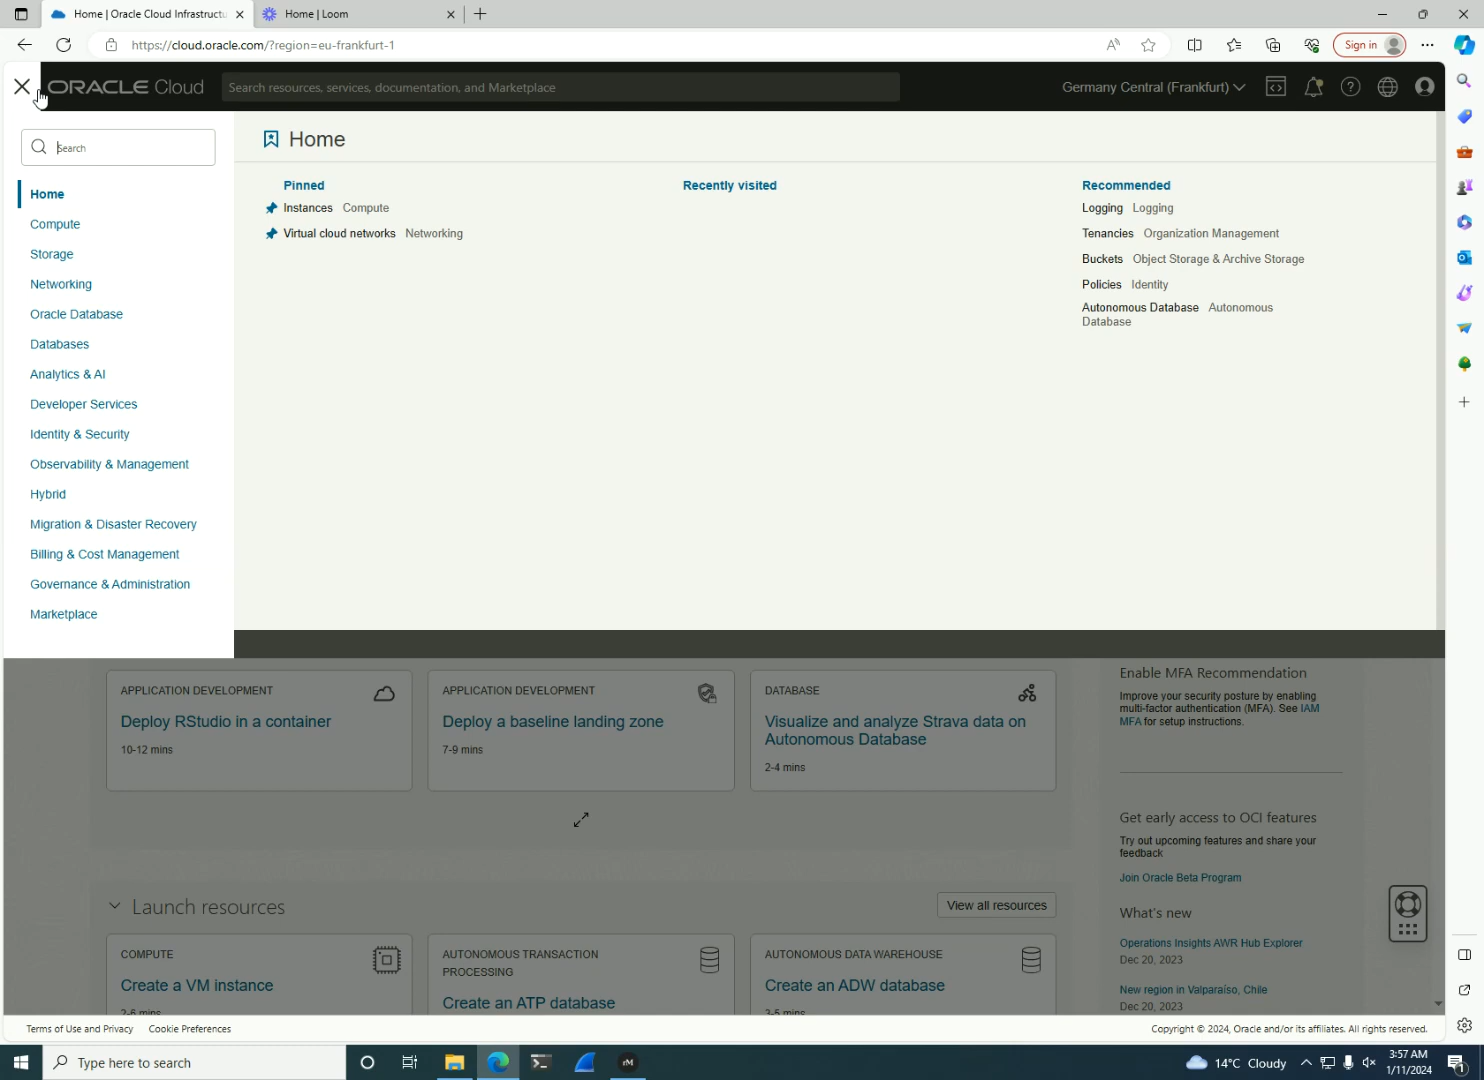 Home | Oracle Cloud Infrastructu
Home | Loom
https://cloud.oracle.com/?region=eu-frankfurt-1
Sign in
ORACLE Cloud
Search resources, services, documentation, and Marketplace
Germany Central (Frankfurt)
Search
Home
Compute
Storage
Networking
Oracle Database
Databases
Analytics & AI
Developer Services
Identity & Security
Observability & Management
Hybrid
Migration & Disaster Recovery
Billing & Cost Management
Governance & Administration
Marketplace
Home
Pinned
Instances Compute
Virtual cloud networks Networking
Recently visited
Recommended
Logging Logging
Tenancies Organization Management
Buckets Object Storage & Archive Storage
Policies Identity
Autonomous Database Autonomous
Database
APPLICATION DEVELOPMENT
Deploy RStudio in a container
10-12 mins
APPLICATION DEVELOPMENT
Deploy a baseline landing zone
7-9 mins
DATABASE
Visualize and analyze Strava data on
Autonomous Database
2-4 mins
Enable MFA Recommendation
Improve your security posture by enabling
multi-factor authentication (MFA). See IAM
MFA for setup instructions.
Get early access to OCI features
Try out upcoming features and share your
feedback
Join Oracle Beta Program
What's new
Operations Insights AWR Hub Explorer
Dec 20, 2023
New region in Valparaíso, Chile
Dec 20, 2023
Launch resources
View all resources
COMPUTE
Create a VM instance
2-6 mins
AUTONOMOUS TRANSACTION
PROCESSING
Create an ATP database
AUTONOMOUS DATA WAREHOUSE
Create an ADW database
3-5 mins
Terms of Use and Privacy
Cookie Preferences
Copyright © 2024, Oracle and/or its affiliates. All rights reserved.
Type here to search
rM
14°C Cloudy
3:57 AM
1/11/2024
1